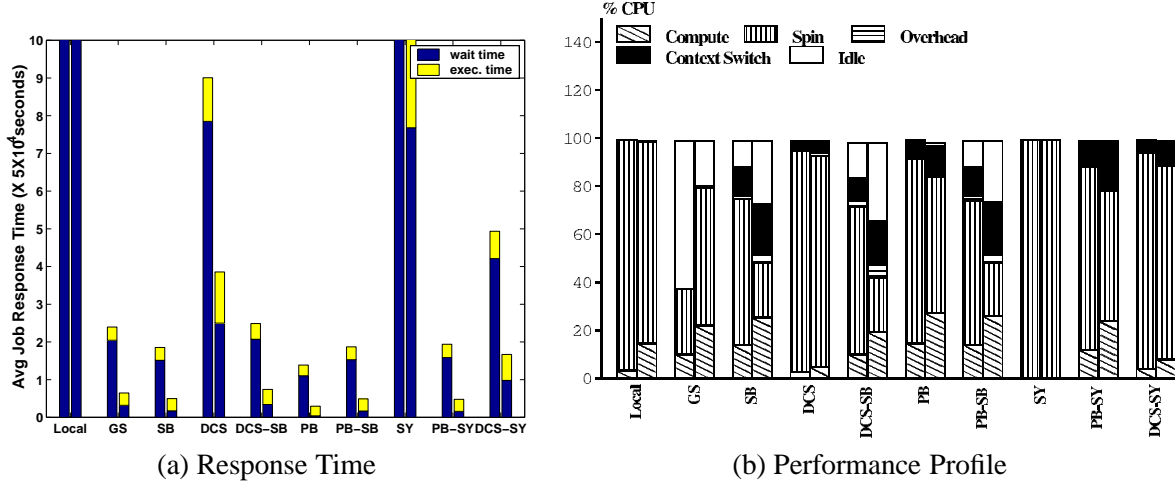 10
9
8
7
6
5
4
3
2
1
0
Avg Job Response Time (X 5X10^4 seconds)
wait time
exec. time
Local GS SB DCS DCS-SB PB PB-SB SY PB-SY DCS-SY
(a) Response Time
% CPU
Compute Spin Overhead
Context Switch Idle
140
120
100
80
60
40
20
0
Local
GS
SB
DCS
DCS-SB
PB
PB-SB
SY
PB-SY
DCS-SY
(b) Performance Profile